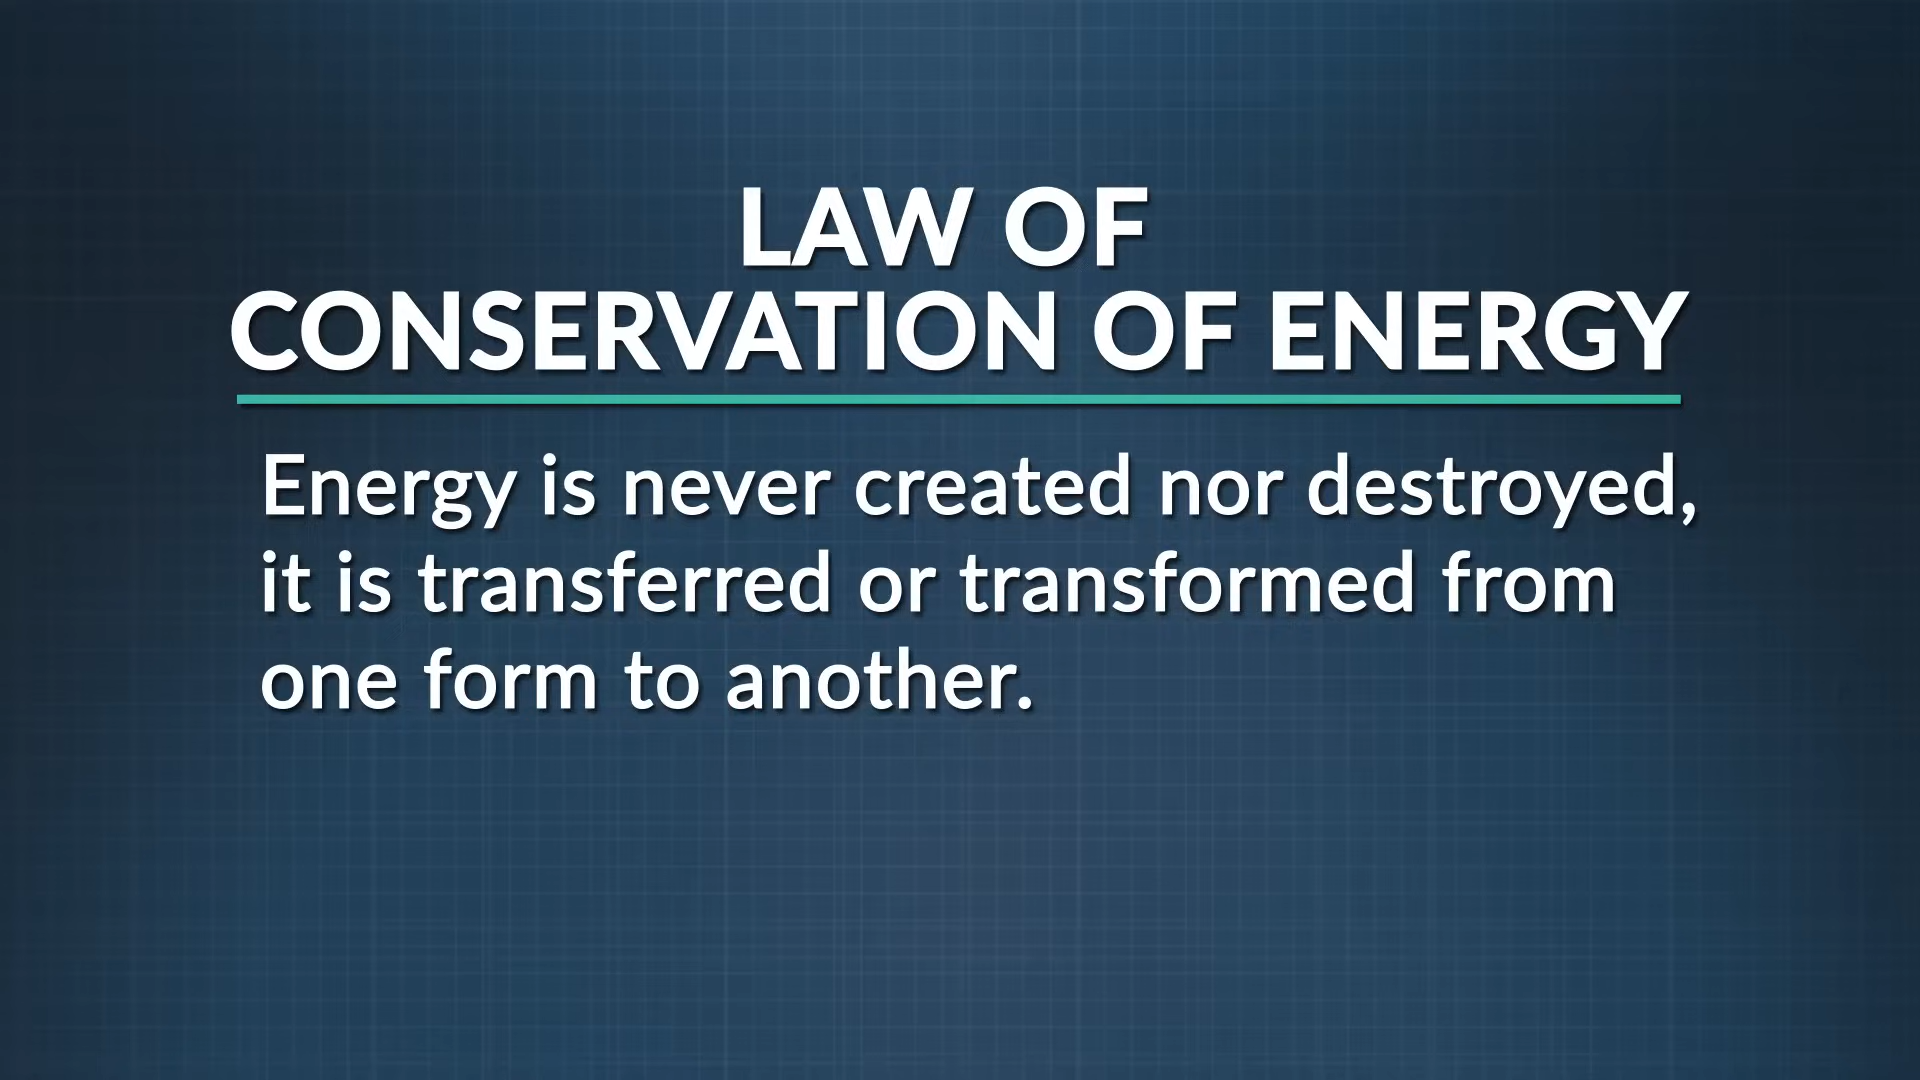 LAW OF
CONSERVATION OF ENERGY
Energy is never created nor destroyed,
it is transferred or transformed from
one form to another.